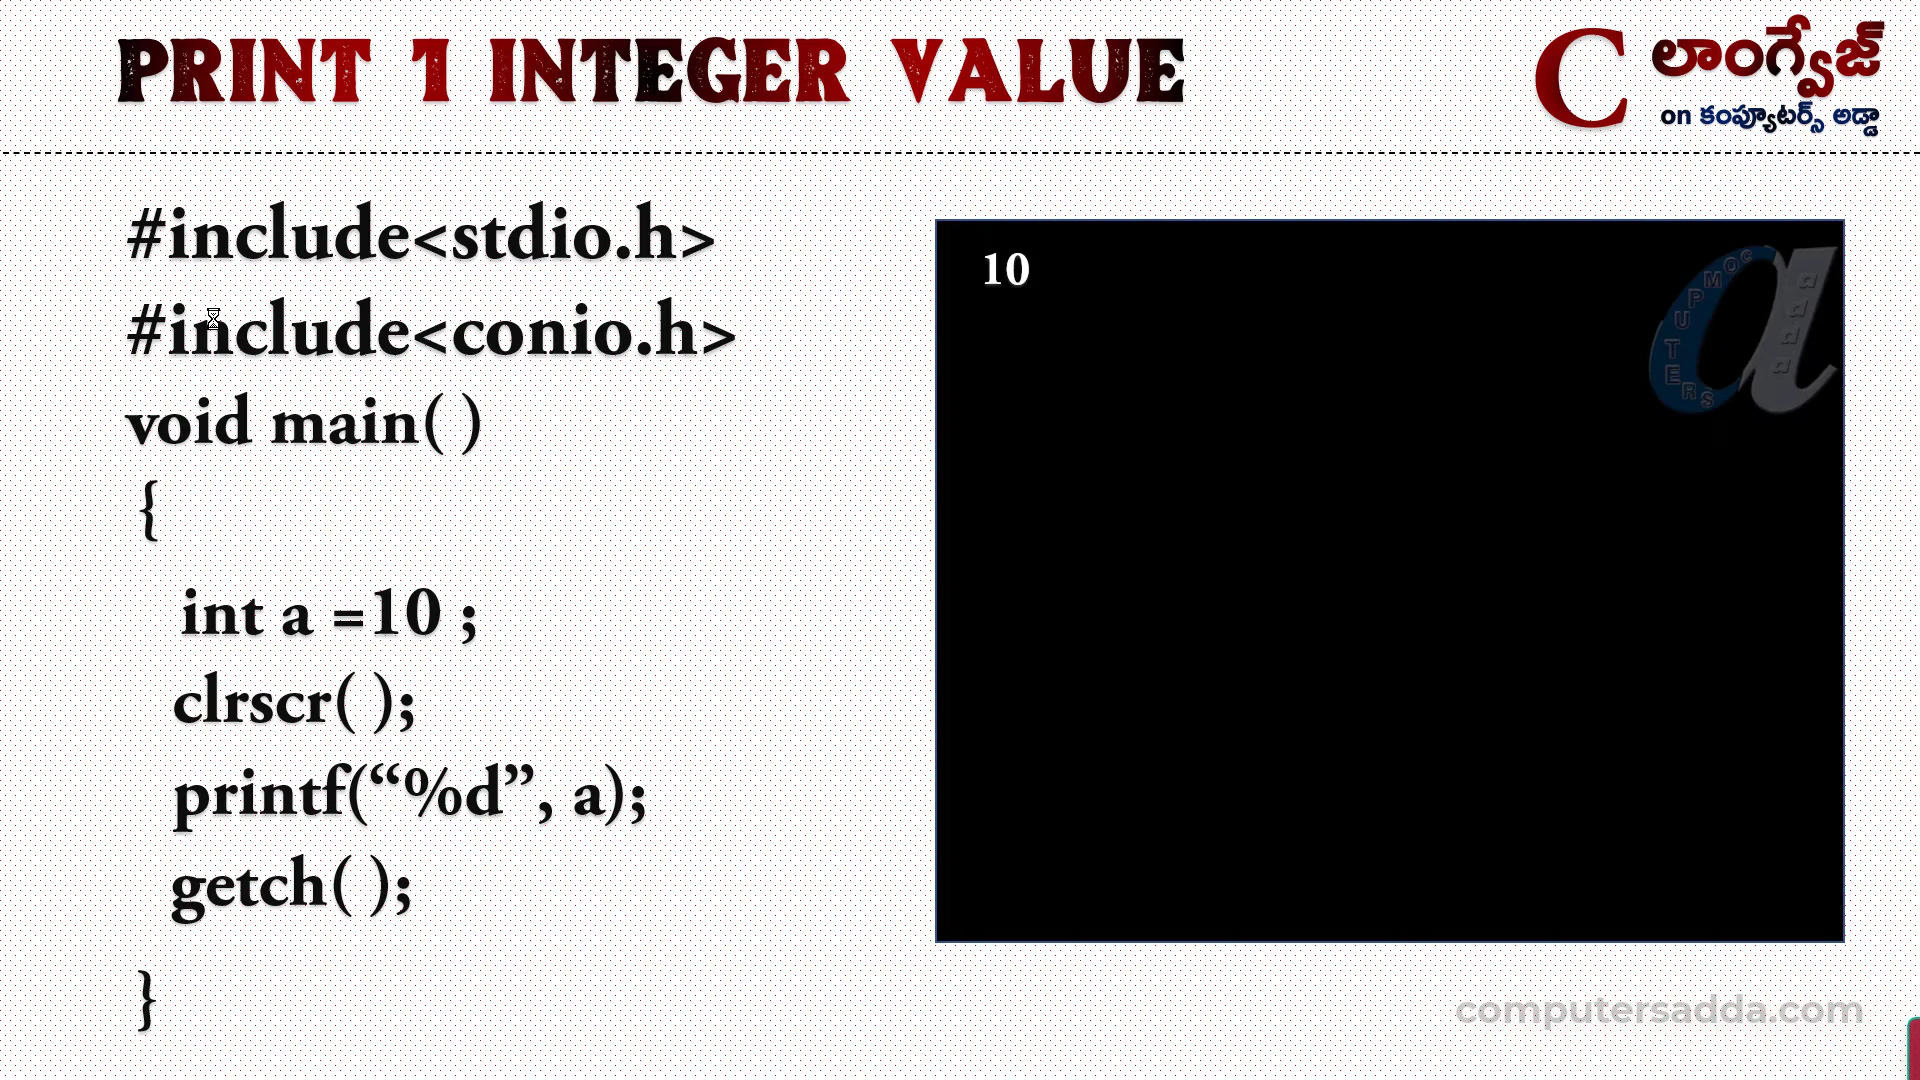 PRINT 1 INTEGER VALUE
C లాంగ్వేజ్
on కంప్యూటర్స్ అడ్డా
#include<stdio.h>
#include<conio.h>
void main( )
{
int a =10 ;
clrscr( );
printf(“%d”, a);
getch( );
}
10
COMPUTERS
adda
computersadda.com